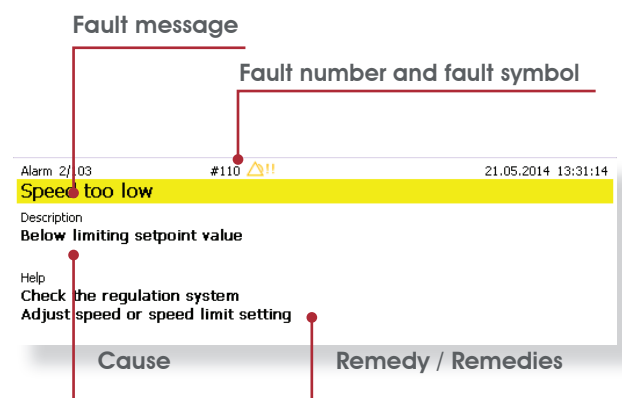 Fault message
Fault number and fault symbol
Alarm 2/103 #110 !! 21.05.2014 13:31:14
Speed too low
Description
Below limiting setpoint value
Help
Check the regulation system
Adjust speed or speed limit setting
Cause Remedy / Remedies